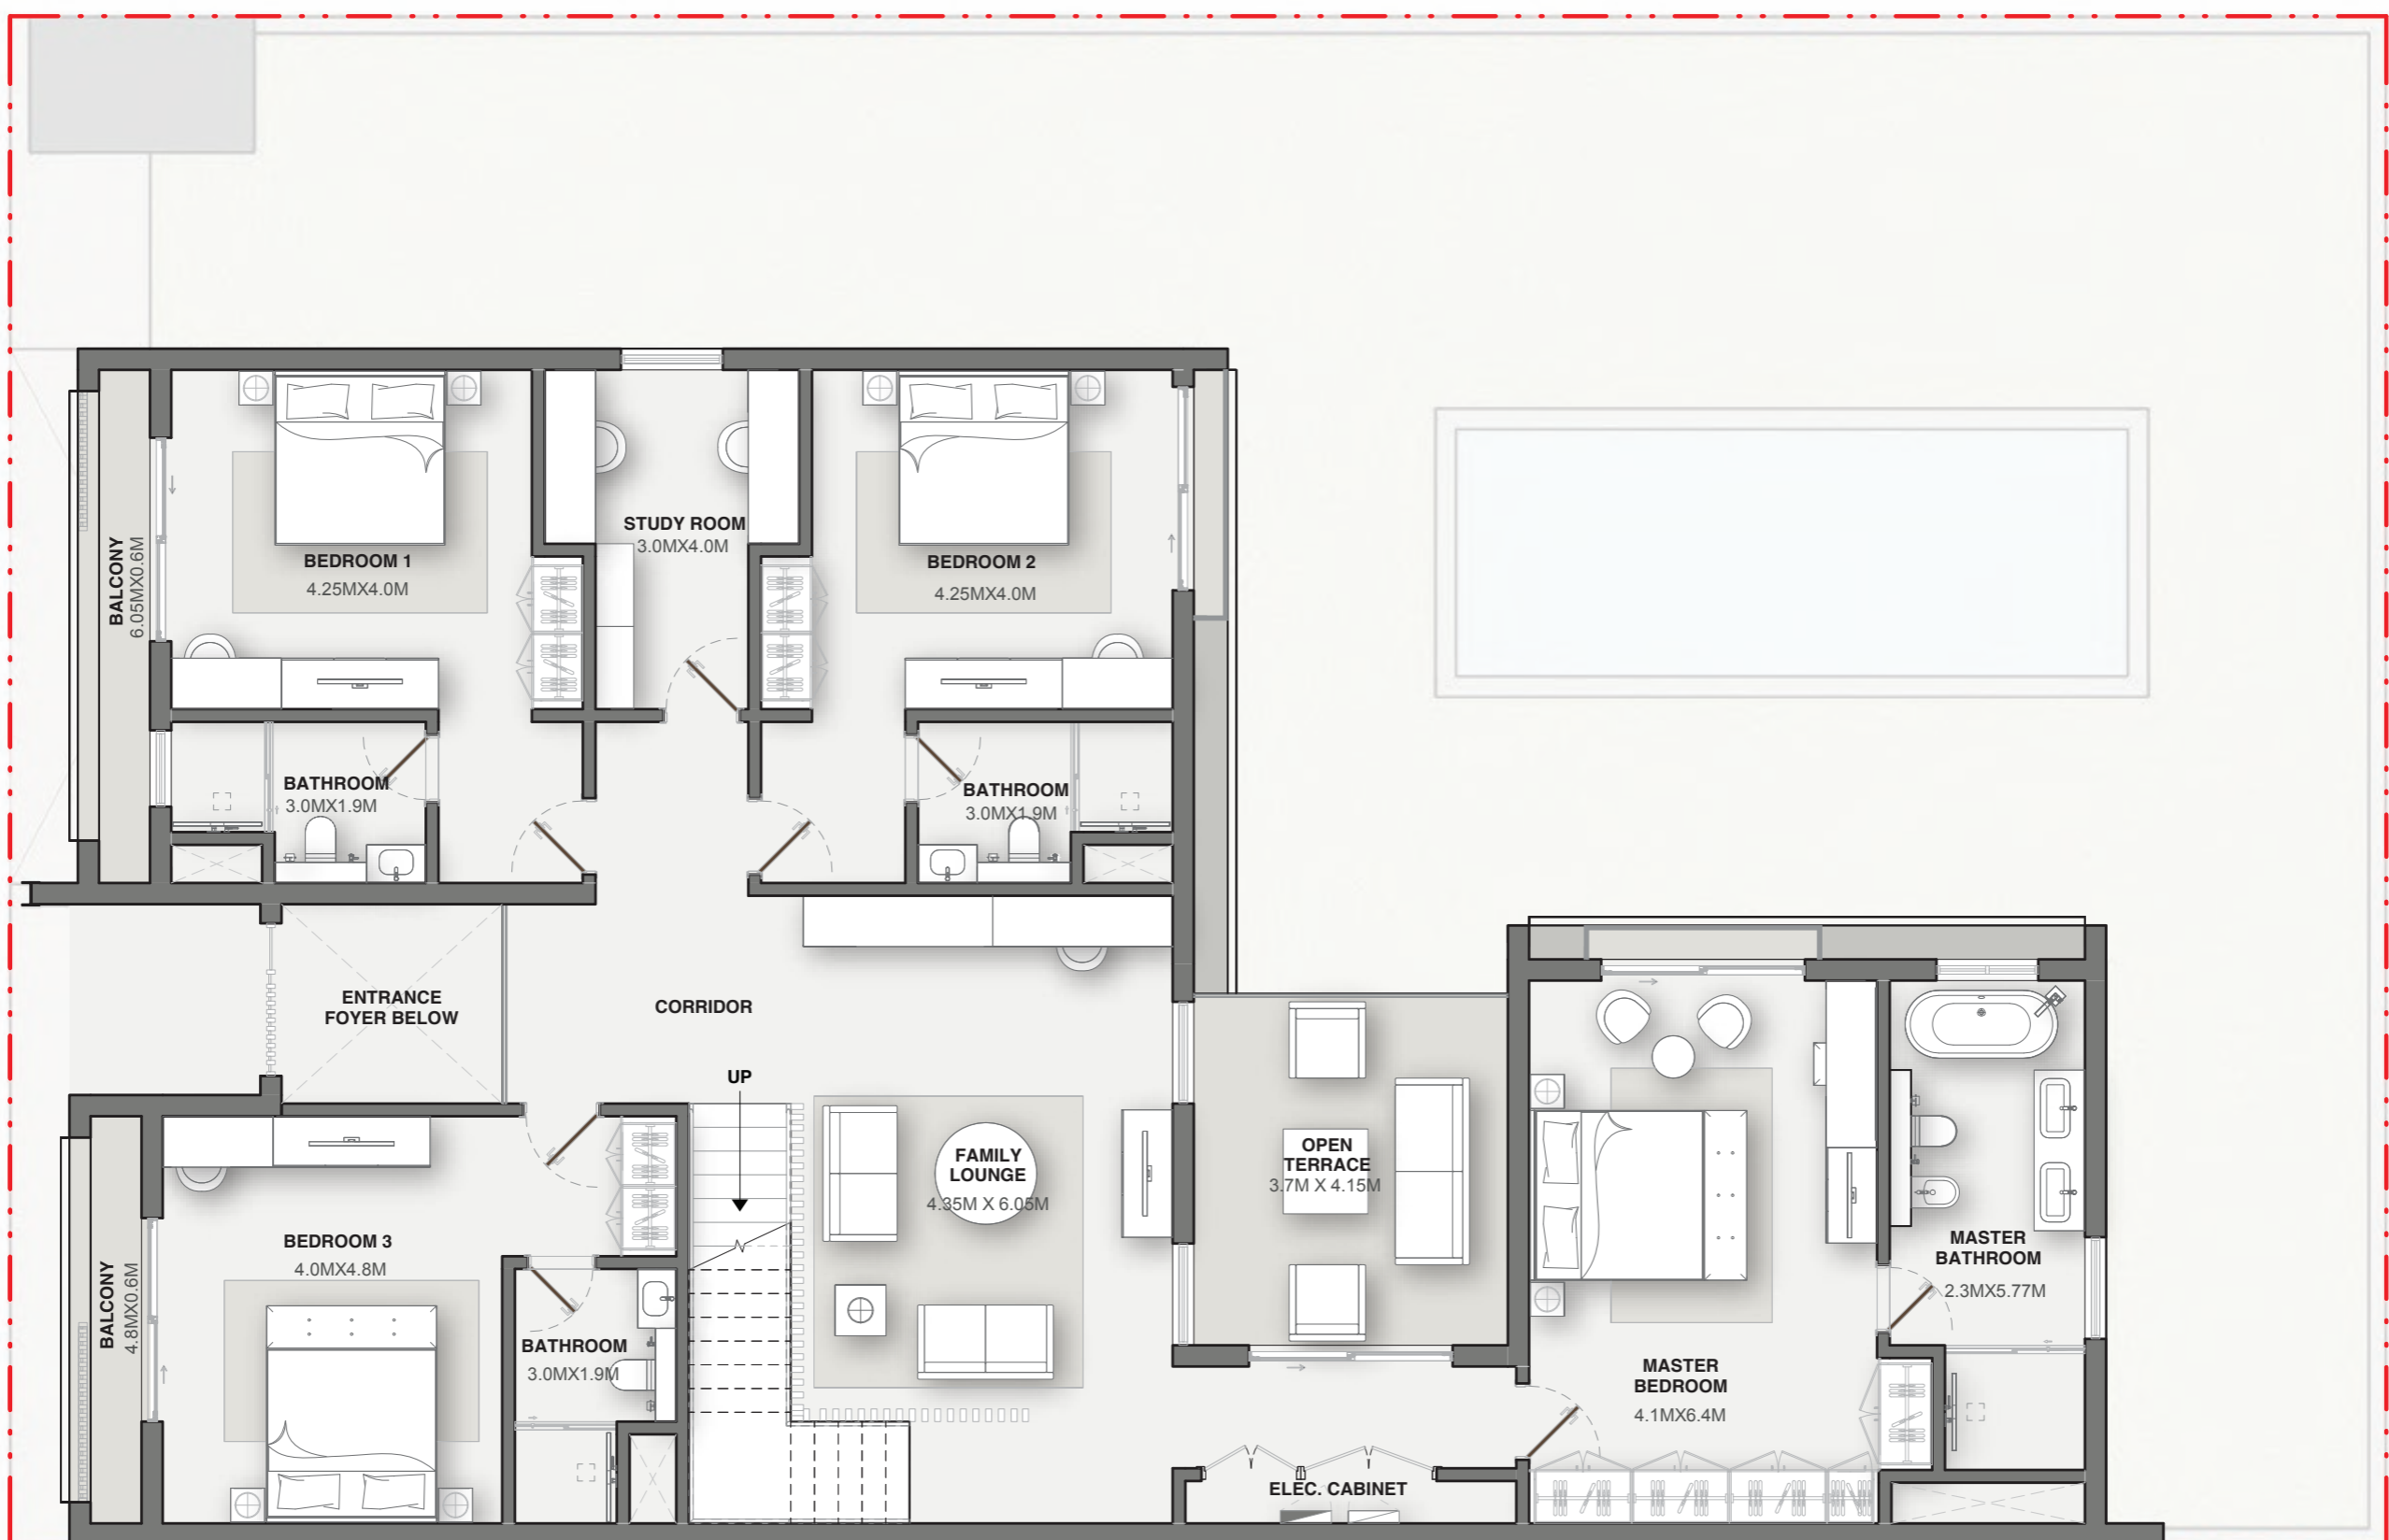 STUDY ROOM
3.0MX4.0M
BEDROOM 1
4.25MX4.0M
BEDROOM 2
4.25MX4.0M
BALCONY
6.05MX0.6M
BATHROOM
3.0MX1.9M
BATHROOM
3.0MX1.9M
ENTRANCE
FOYER BELOW
CORRIDOR
UP
FAMILY
LOUNGE
4.35M X 6.05M
OPEN
TERRACE
3.7M X 4.15M
BEDROOM 3
4.0MX4.8M
BALCONY
4.8MX0.6M
BATHROOM
3.0MX1.9M
MASTER
BATHROOM
2.3MX5.77M
MASTER
BEDROOM
4.1MX6.4M
ELEC. CABINET